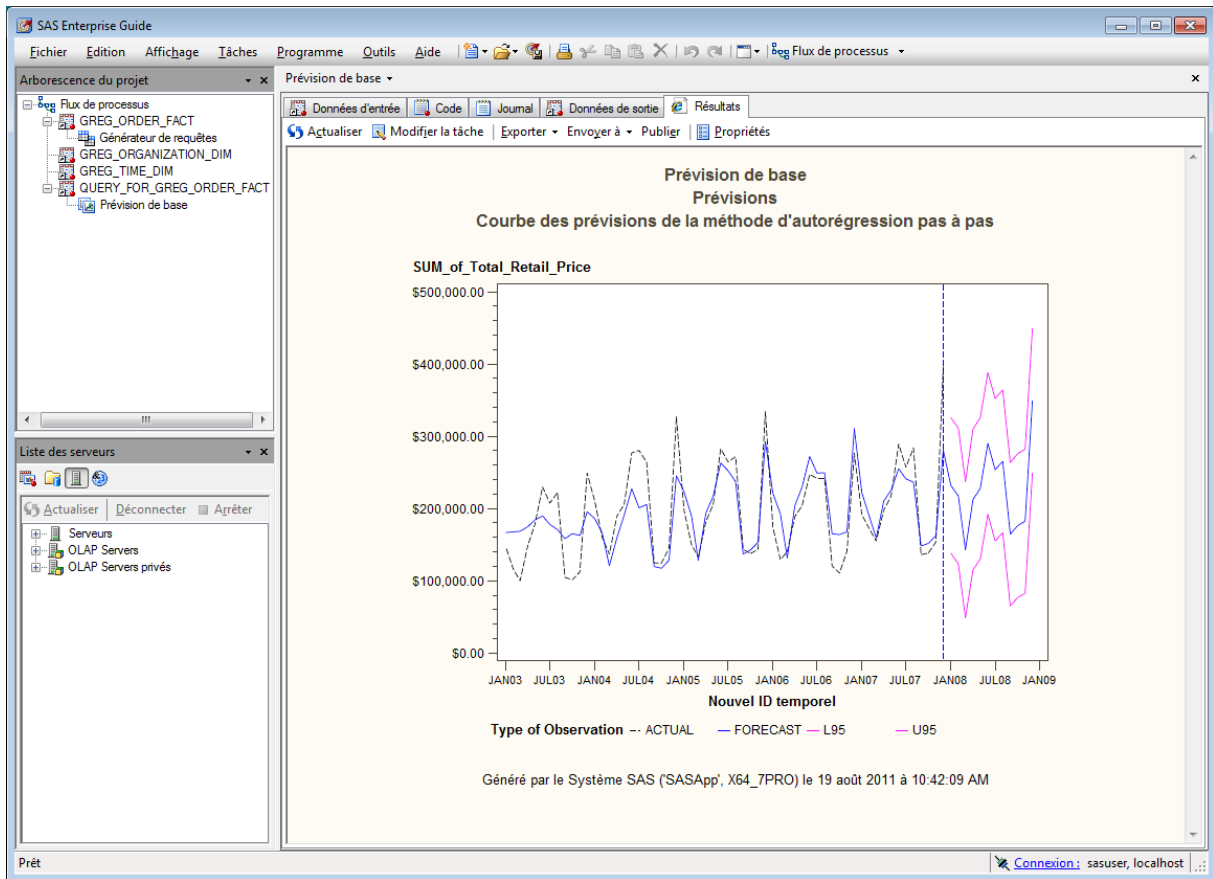 SAS Enterprise Guide
Fichier Edition Affichage Tâches Programme Outils Aide Flux de processus
Arborescence du projet
Flux de processus
GREG_ORDER_FACT
Générateur de requêtes
GREG_ORGANIZATION_DIM
GREG_TIME_DIM
QUERY_FOR_GREG_ORDER_FACT
Prévision de base
Liste des serveurs
Actualiser Déconnecter Arrêter
Serveurs
OLAP Servers
OLAP Servers privés
Prévision de base
Données d'entrée Code Journal Données de sortie Résultats
Actualiser Modifier la tâche Exporter Envoyer à Publier Propriétés
Prévision de base
Prévisions
Courbe des prévisions de la méthode d'autorégression pas à pas
SUM_of_Total_Retail_Price
$500,000.00
$400,000.00
$300,000.00
$200,000.00
$100,000.00
$0.00
JAN03 JUL03 JAN04 JUL04 JAN05 JUL05 JAN06 JUL06 JAN07 JUL07 JAN08 JUL08 JAN09
Nouvel ID temporel
Type of Observation ACTUAL FORECAST L95 U95
Généré par le Système SAS ('SASApp', X64_7PRO) le 19 août 2011 à 10:42:09 AM
Prêt
Connexion : sasuser, localhost